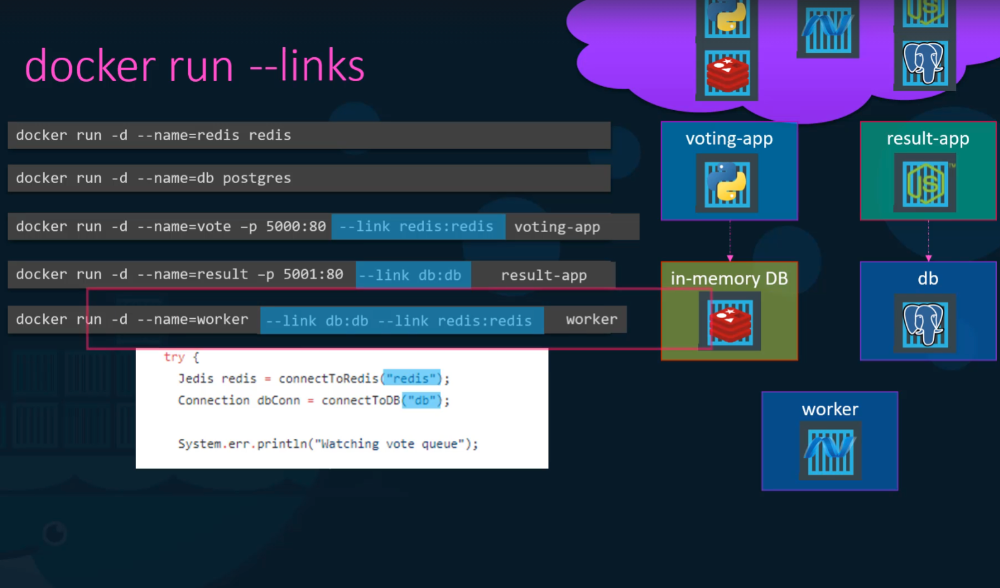 docker run --links
docker run -d --name=redis redis
docker run -d --name=db postgres
docker run -d --name=vote –p 5000:80 --link redis:redis voting-app
docker run -d --name=result –p 5001:80 --link db:db result-app
docker run -d --name=worker --link db:db --link redis:redis worker
try {
Jedis redis = connectToRedis("redis");
Connection dbConn = connectToDB("db");
System.err.println("Watching vote queue");
JS
voting-app
result-app
JS
TM
in-memory DB
db
worker